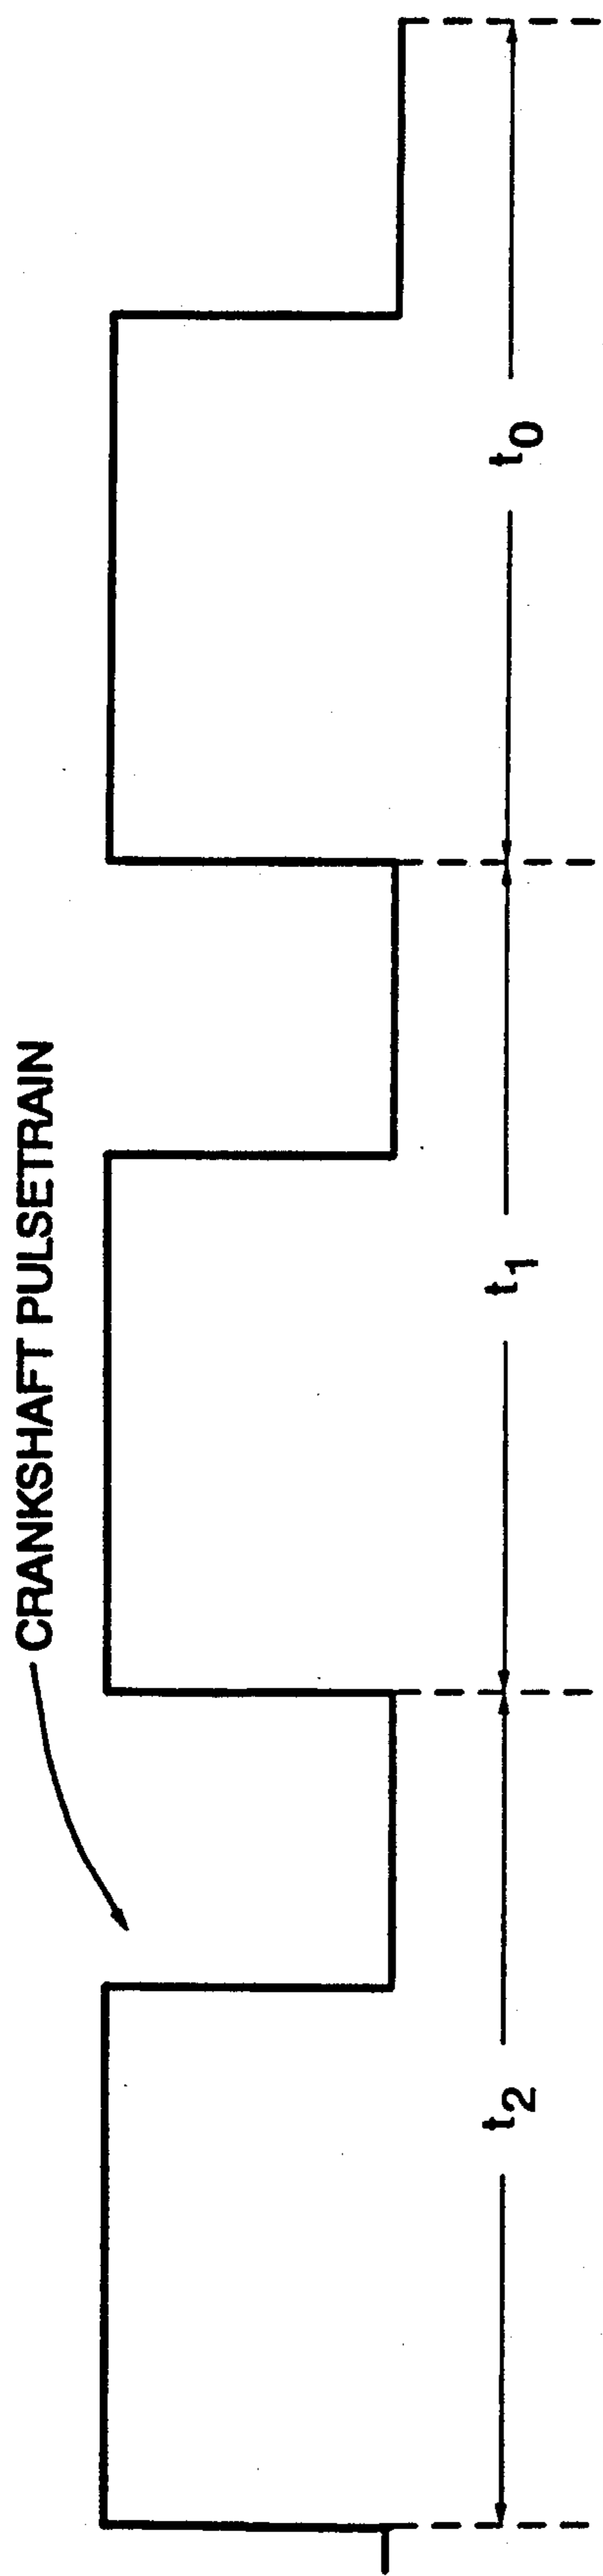 CRANKSHAFT PULSETRAIN
t₂
t₁
t₀